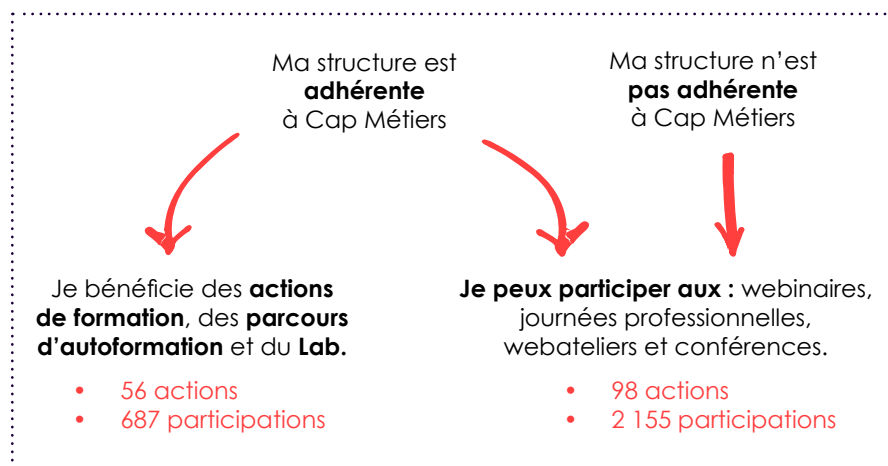 Ma structure est
adhérente
à Cap Métiers
Ma structure n'est
pas adhérente
à Cap Métiers
Je bénéficie des actions
de formation, des parcours
d'autoformation et du Lab.
• 56 actions
• 687 participations
Je peux participer aux : webinaires,
journées professionnelles,
webateliers et conférences.
• 98 actions
• 2 155 participations